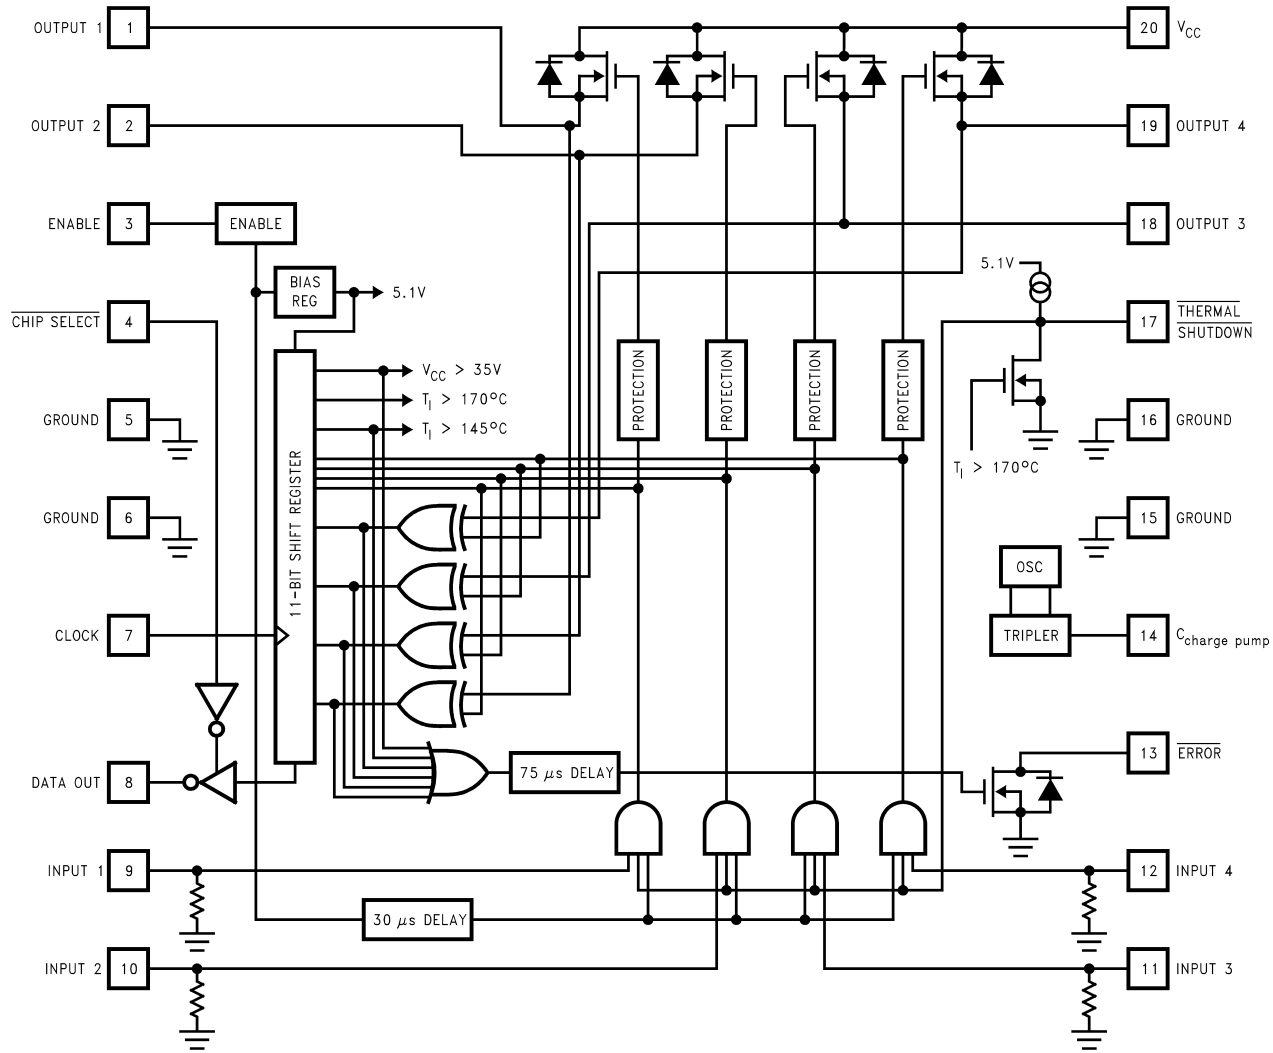 OUTPUT 1 1
20 VCC
OUTPUT 2 2
19 OUTPUT 4
ENABLE 3 ENABLE
18 OUTPUT 3
BIAS
REG
5.1V
5.1V
CHIP SELECT 4
17 THERMAL
SHUTDOWN
VCC > 35V
TI > 170°C
TI > 145°C
PROTECTION
PROTECTION
PROTECTION
PROTECTION
GROUND 5
16 GROUND
TI > 170°C
11-BIT SHIFT REGISTER
GROUND 6
15 GROUND
OSC
CLOCK 7
TRIPLER
14 Ccharge pump
DATA OUT 8
75 µs DELAY
13 ERROR
INPUT 1 9
12 INPUT 4
30 µs DELAY
INPUT 2 10
11 INPUT 3